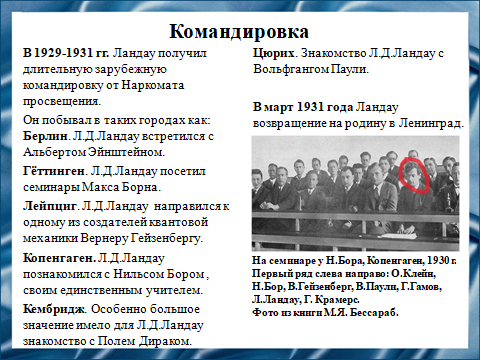 Командировка
В 1929-1931 гг. Ландау получил
длительную зарубежную
командировку от Наркомата
просвещения.
Он побывал в таких городах как:
Берлин. Л.Д.Ландау встретился с
Альбертом Эйнштейном.
Гёттинген. Л.Д.Ландау посетил
семинары Макса Борна.
Лейпциг. Л.Д.Ландау направился к
одному из создателей квантовой
механики Вернеру Гейзенбергу.
Копенгаген. Л.Д.Ландау
познакомился с Нильсом Бором ,
своим единственным учителем.
Кембридж. Особенно большое
значение имело для Л.Д.Ландау
знакомство с Полем Дираком.
Цюрих. Знакомство Л.Д.Ландау с
Вольфгангом Паули.
В март 1931 года Ландау
возвращение на родину в Ленинград.
На семинаре у Н.Бора, Копенгаген, 1930 г.
Первый ряд слева направо: О.Клейн,
Н.Бор, В.Гейзенберг, В.Паули, Г.Гамов,
Л.Ландау, Г. Крамерс.
Фото из книги М.Я. Бессараб.